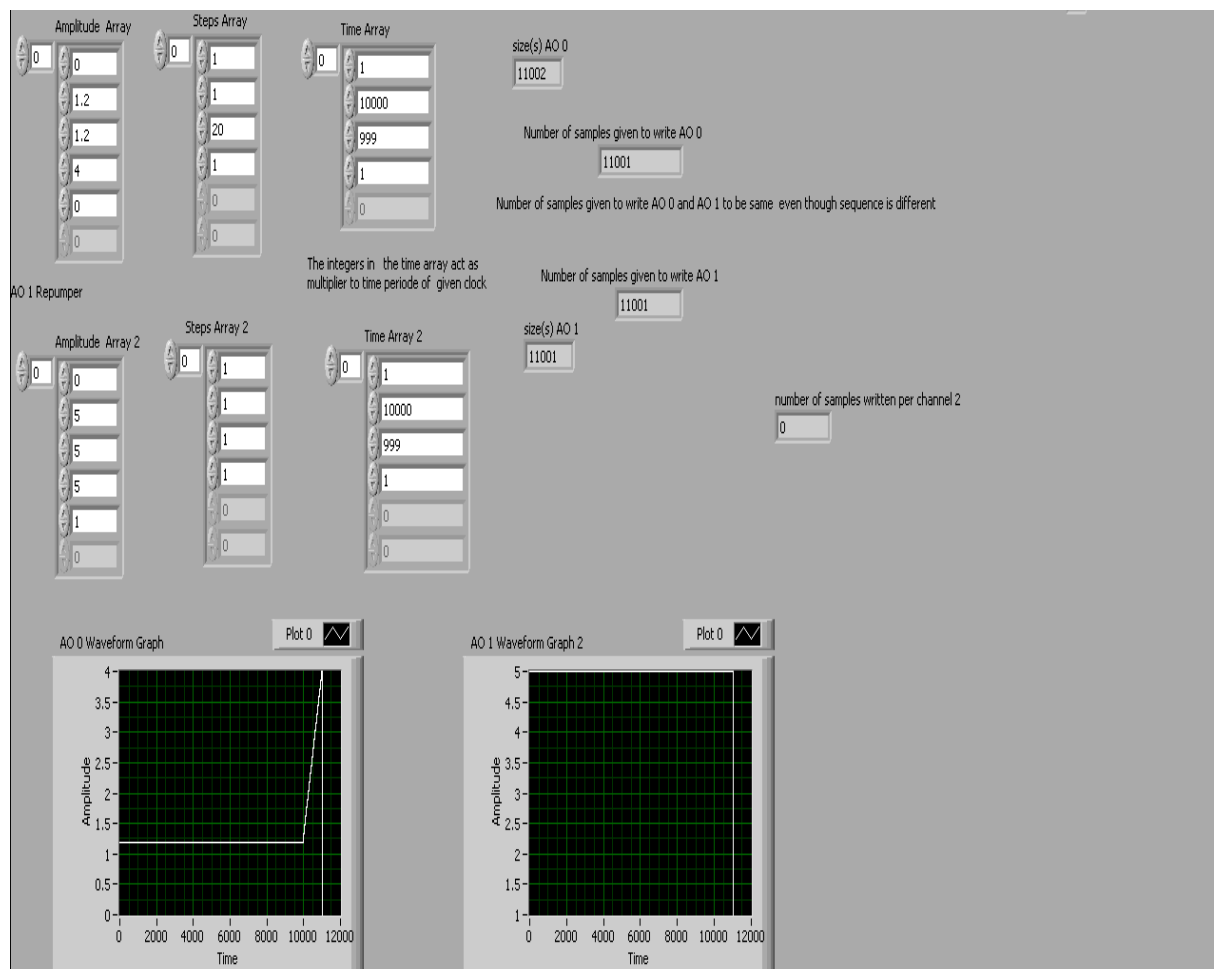 Amplitude Array
Steps Array
Time Array
0
0
1.2
1.2
4
0
0
0
1
1
20
1
0
0
0
1
10000
999
1
0
size(s) AO 0
11002
Number of samples given to write AO 0
11001
Number of samples given to write AO 0 and AO 1 to be same even though sequence is different
The integers in the time array act as
multiplier to time periode of given clock
Number of samples given to write AO 1
11001
size(s) AO 1
11001
number of samples written per channel 2
0
AO 1 Repumper
Amplitude Array 2
Steps Array 2
Time Array 2
0
0
5
5
5
1
0
0
1
1
1
1
0
0
0
1
10000
999
1
0
0
AO 0 Waveform Graph
Plot 0
4
3.5
3
2.5
2
1.5
1
0.5
0
Amplitude
0 2000 4000 6000 8000 10000 12000
Time
AO 1 Waveform Graph 2
Plot 0
5
4.5
4
3.5
3
2.5
2
1.5
1
Amplitude
0 2000 4000 6000 8000 10000 12000
Time